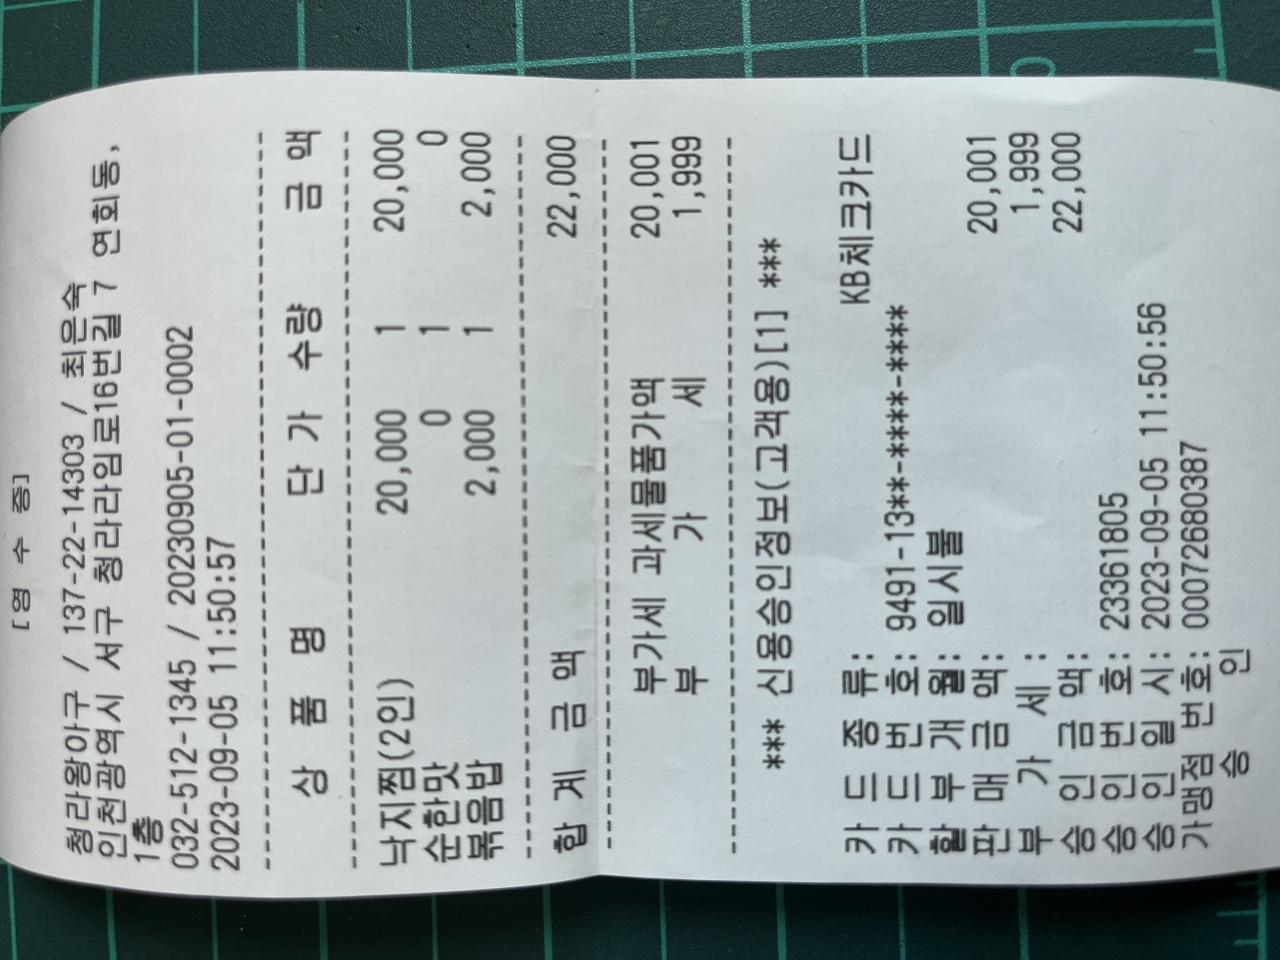 [영 수 증]
청라왕아구 / 137-22-14303 / 최은숙
인천광역시 서구 청라라임로16번길 7 연희동,
1층
032-512-1345 / 20230905-01-0002
2023-09-05 11:50:57
상 품 명 단 가 수량 금 액
낙지찜(2인) 20,000 1 20,000
순한맛 0 1 0
볶음밥 2,000 1 2,000
합 계 금 액 22,000
부가세 과세물품가액 20,001
부 가 세 1,999
*** 신용승인정보(고객용)[1] ***
카 드 종 류: KB체크카드
카 드 번 호: 9491-13**-****-****
할 부 개 월: 일시불
판 매 금 액: 20,001
부 가 세 : 1,999
승 인 금 액: 22,000
승 인 번 호: 23361805
승 인 일 시: 2023-09-05 11:50:56
가맹점 번호: 00072680387
승 인